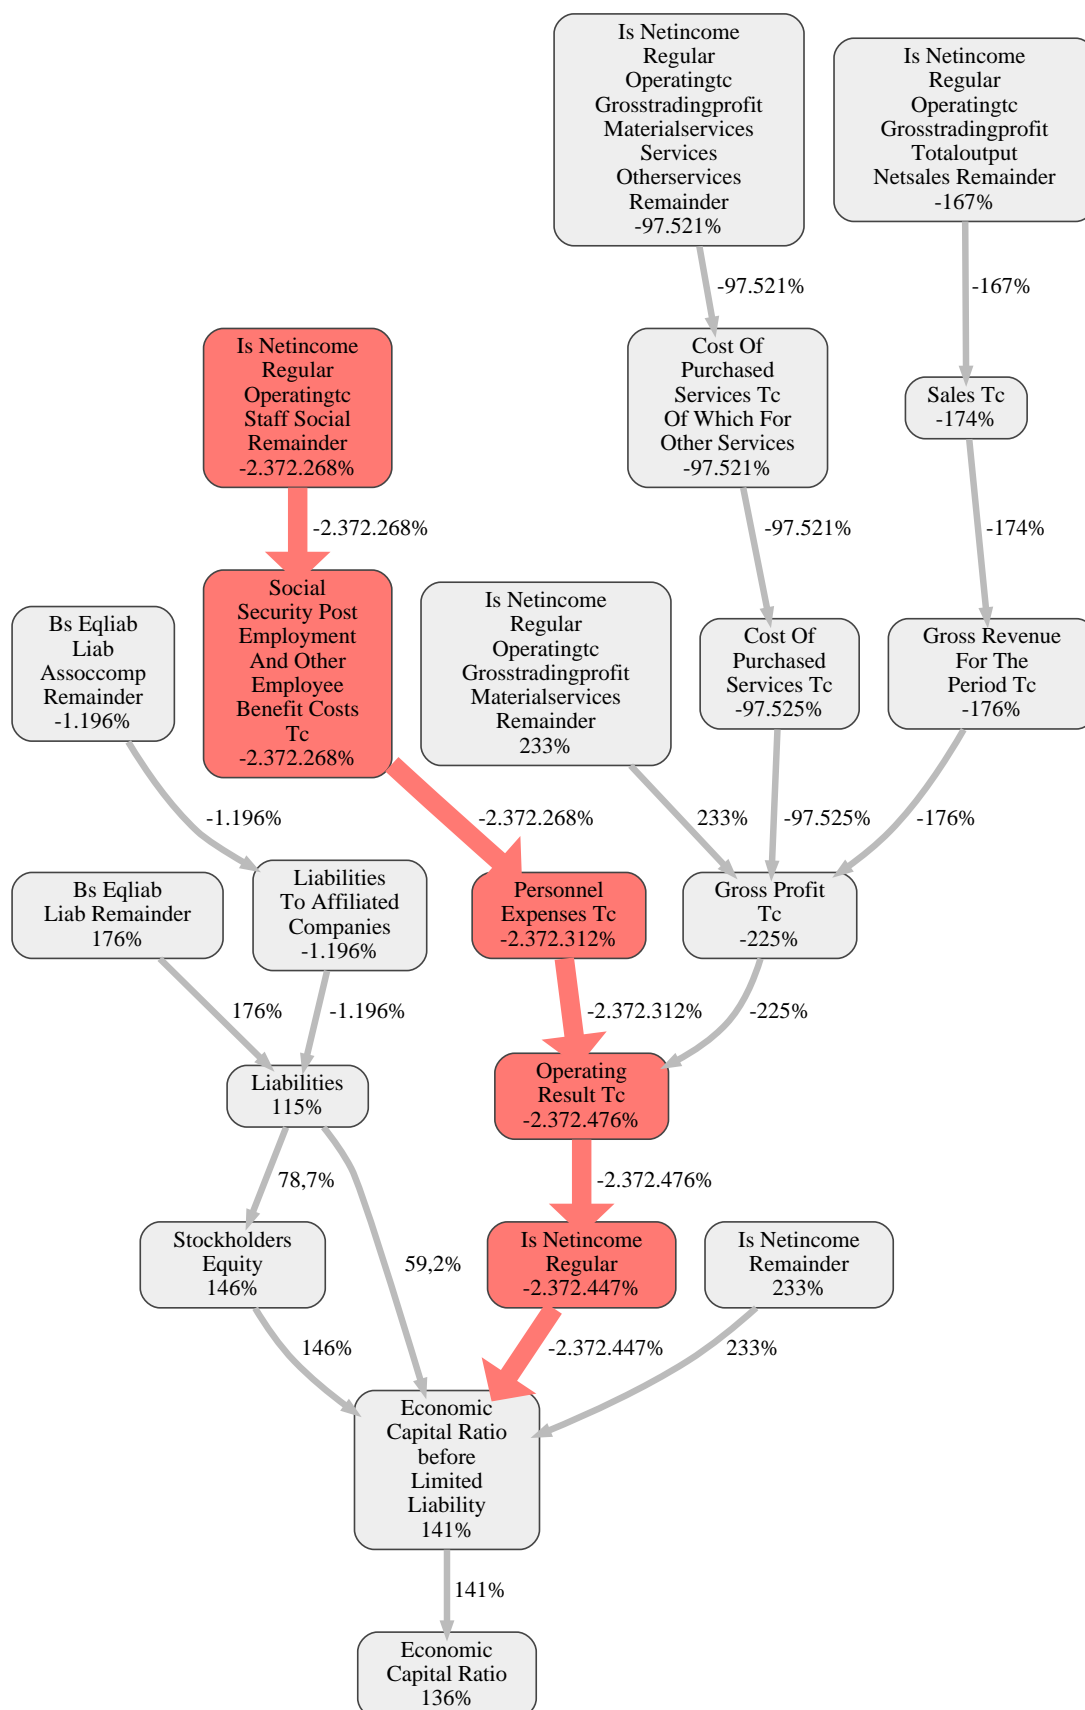 Is Netincome
Regular
Operatingtc
Grosstradingprofit
Materialservices
Services
Otherservices
Remainder
-97.521%
Is Netincome
Regular
Operatingtc
Grosstradingprofit
Totaloutput
Netsales Remainder
-167%
-97.521%
-167%
Is Netincome
Regular
Operatingtc
Staff Social
Remainder
-2.372.268%
Cost Of
Purchased
Services Tc
Of Which For
Other Services
-97.521%
Sales Tc
-174%
-2.372.268%
-97.521%
-174%
Social
Security Post
Employment
And Other
Employee
Benefit Costs
Tc
-2.372.268%
Bs Eqliab
Liab
Assoccomp
Remainder
-1.196%
Is Netincome
Regular
Operatingtc
Grosstradingprofit
Materialservices
Remainder
233%
Cost Of
Purchased
Services Tc
-97.525%
Gross Revenue
For The
Period Tc
-176%
-1.196%
-2.372.268%
233%
-97.525%
-176%
Bs Eqliab
Liab Remainder
176%
Liabilities
To Affiliated
Companies
-1.196%
Personnel
Expenses Tc
-2.372.312%
Gross Profit
Tc
-225%
176%
-1.196%
-2.372.312%
-225%
Liabilities
115%
Operating
Result Tc
-2.372.476%
78,7%
-2.372.476%
Stockholders
Equity
146%
59,2%
Is Netincome
Regular
-2.372.447%
Is Netincome
Remainder
233%
146%
-2.372.447%
233%
Economic
Capital Ratio
before
Limited
Liability
141%
141%
Economic
Capital Ratio
136%